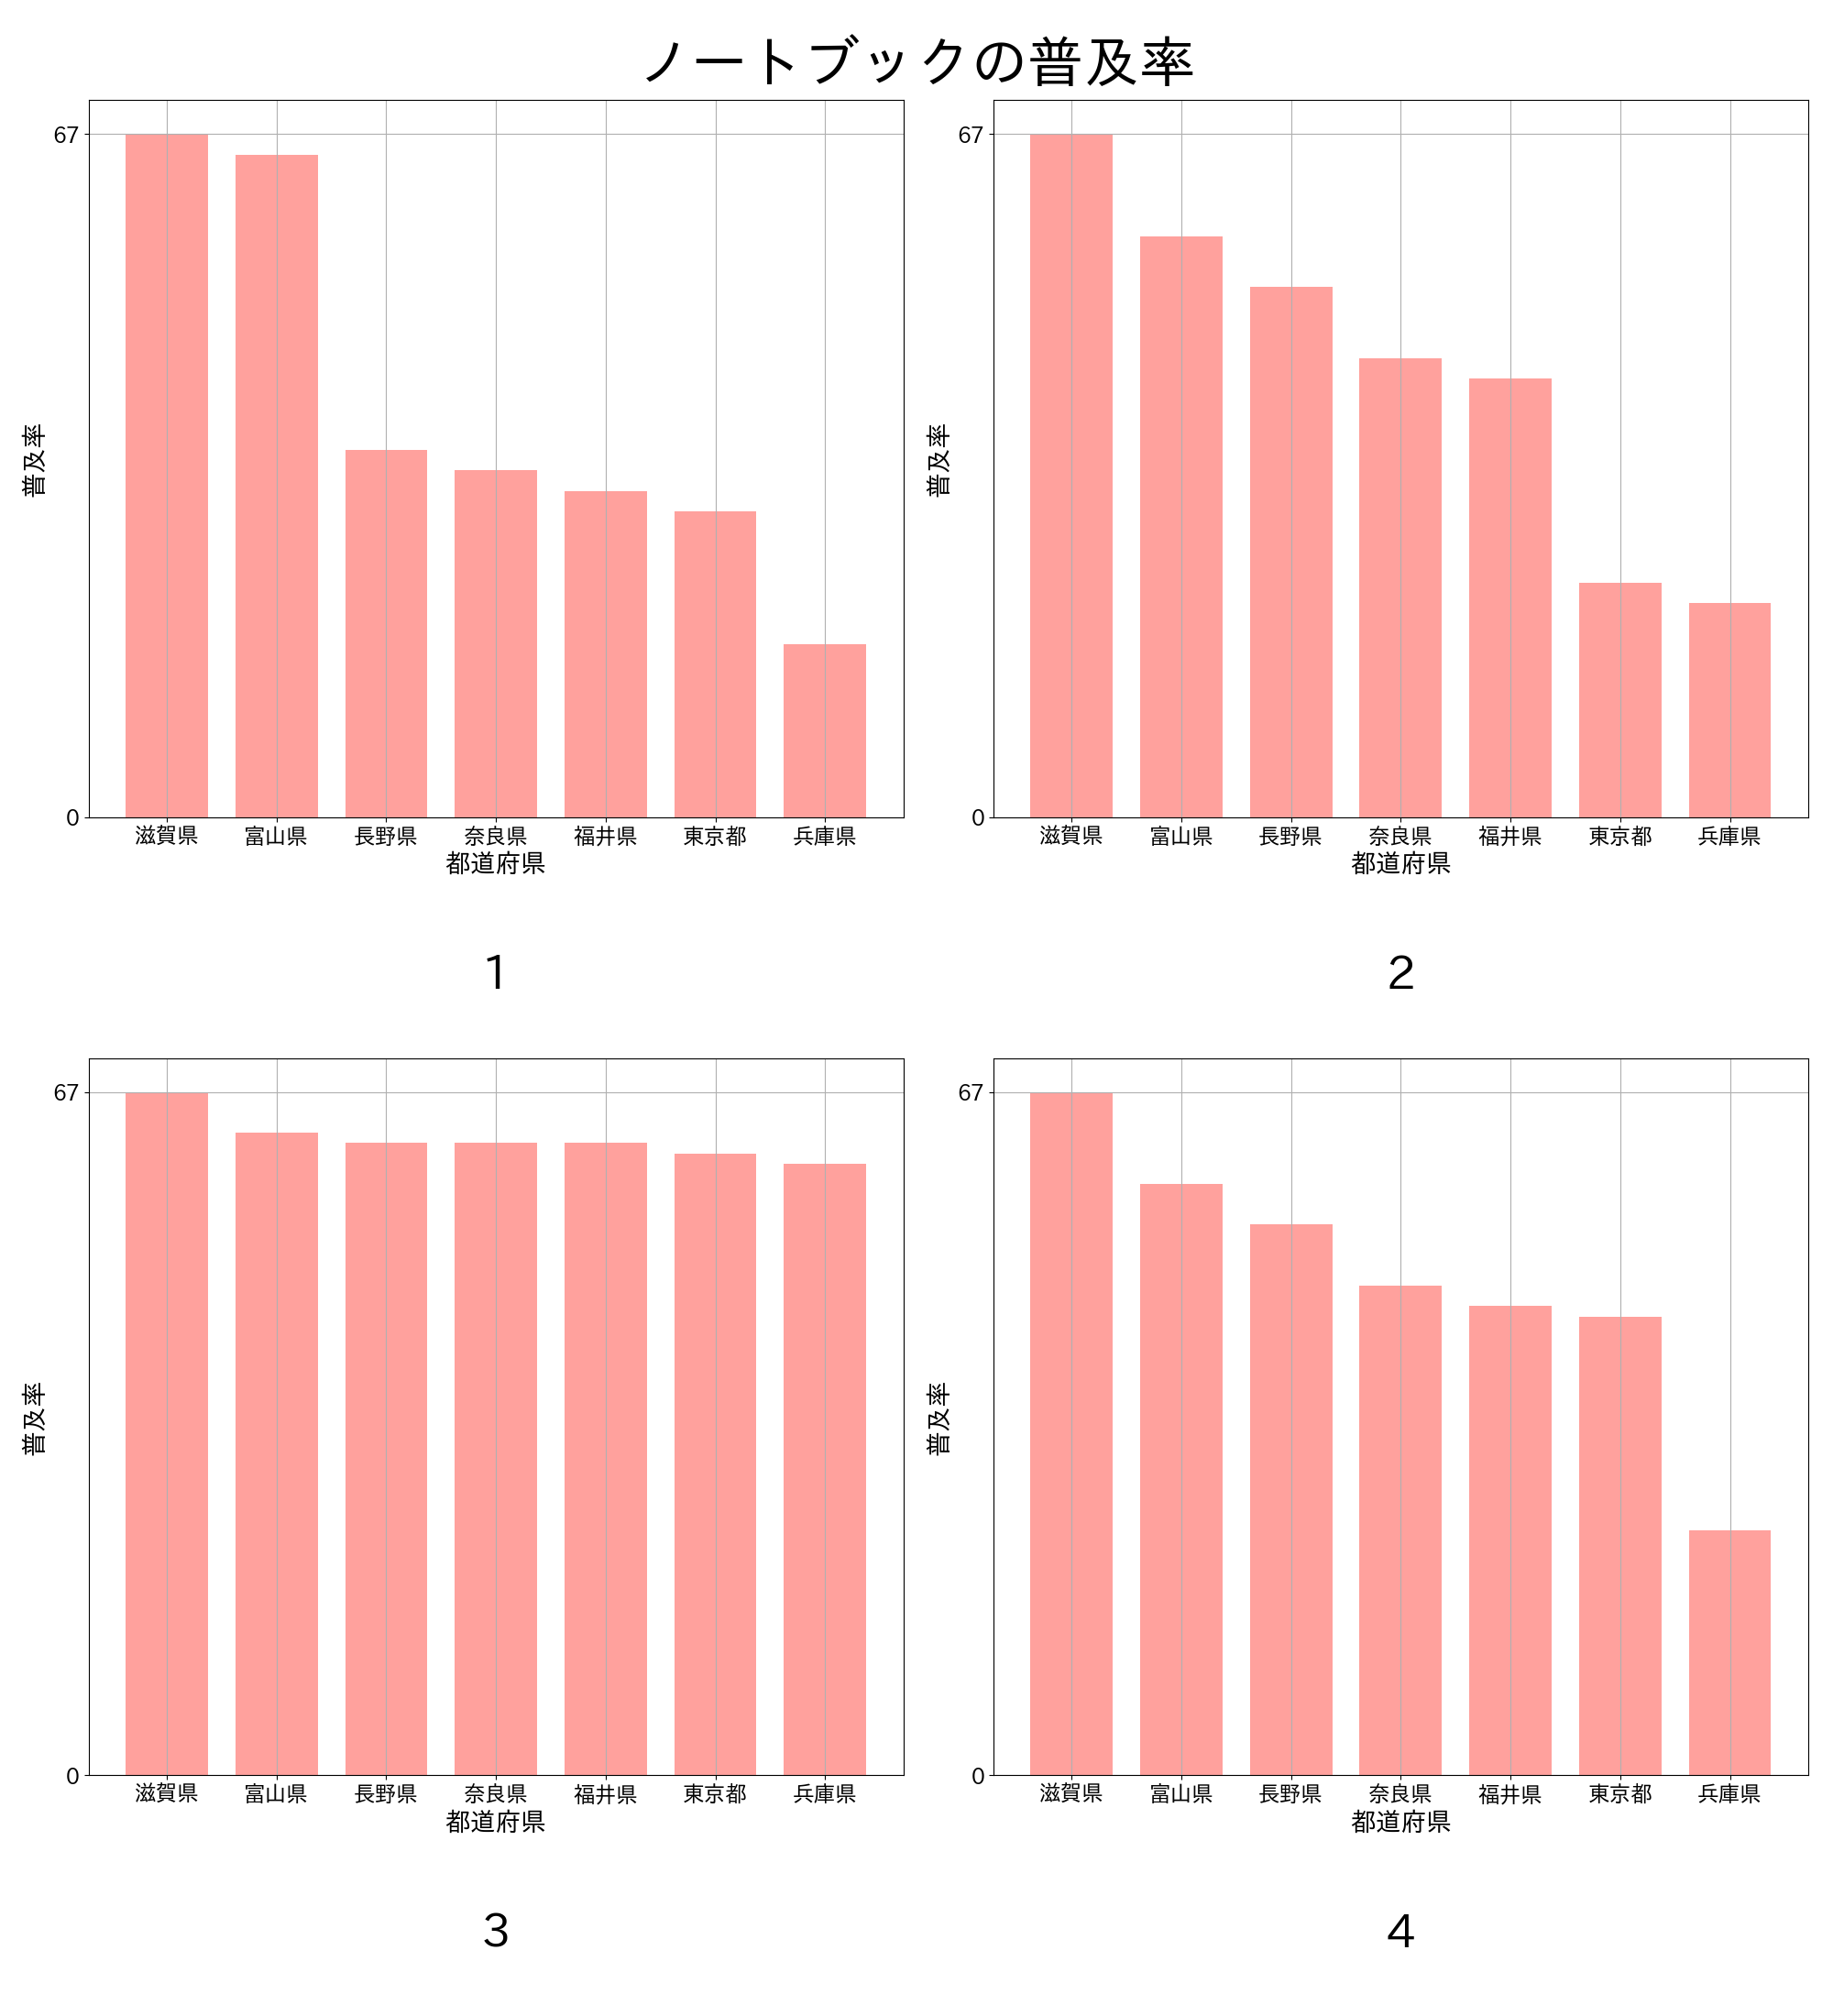 ノートブックの普及率
67
0
普及率
滋賀県 富山県 長野県 奈良県 福井県 東京都 兵庫県
都道府県
1
67
0
普及率
滋賀県 富山県 長野県 奈良県 福井県 東京都 兵庫県
都道府県
2
67
0
普及率
滋賀県 富山県 長野県 奈良県 福井県 東京都 兵庫県
都道府県
3
67
0
普及率
滋賀県 富山県 長野県 奈良県 福井県 東京都 兵庫県
都道府県
4